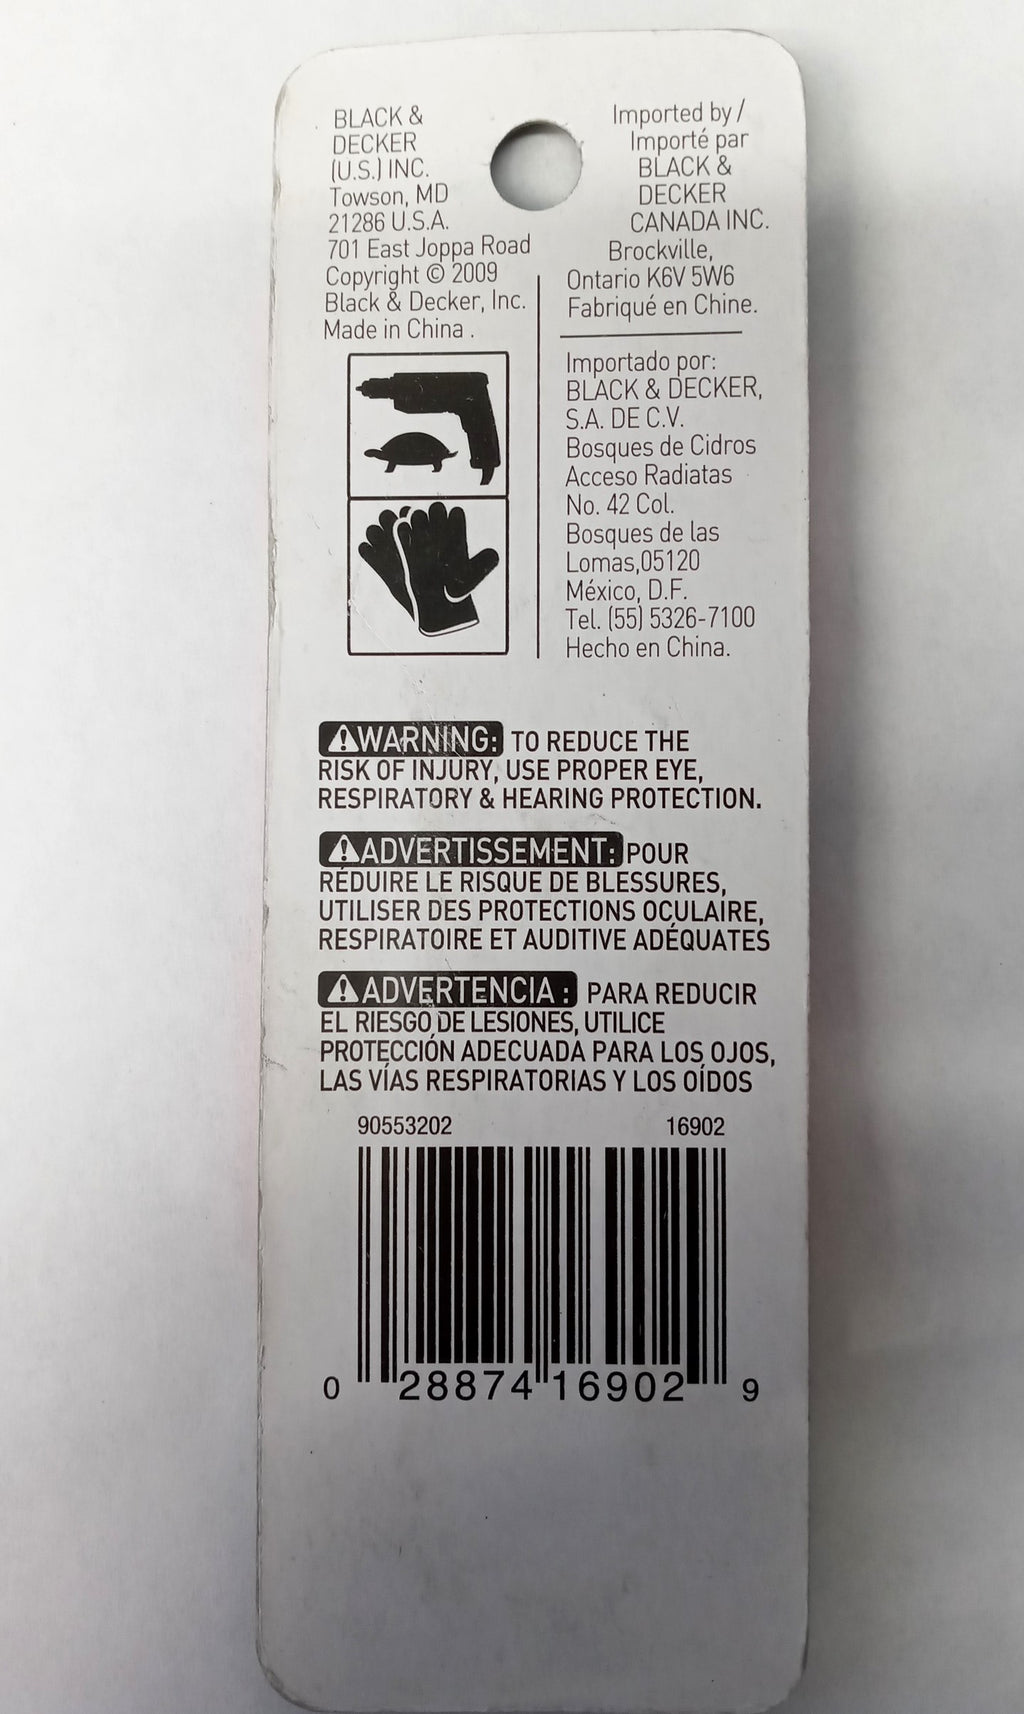 BLACK &
DECKER
(U.S.) INC.
Towson, MD
21286 U.S.A.
701 East Joppa Road
Copyright © 2009
Black & Decker, Inc.
Made in China .
Imported by /
Importé par
BLACK &
DECKER
CANADA INC.
Brockville,
Ontario K6V 5W6
Fabriqué en Chine.
Importado por:
BLACK & DECKER,
S.A. DE C.V.
Bosques de Cidros
Acceso Radiatas
No. 42 Col.
Bosques de las
Lomas,05120
México, D.F.
Tel. (55) 5326-7100
Hecho en China.
⚠WARNING: TO REDUCE THE
RISK OF INJURY, USE PROPER EYE,
RESPIRATORY & HEARING PROTECTION.
⚠ADVERTISSEMENT: POUR
RÉDUIRE LE RISQUE DE BLESSURES,
UTILISER DES PROTECTIONS OCULAIRE,
RESPIRATOIRE ET AUDITIVE ADÉQUATES
⚠ADVERTENCIA : PARA REDUCIR
EL RIESGO DE LESIONES, UTILICE
PROTECCIÓN ADECUADA PARA LOS OJOS,
LAS VÍAS RESPIRATORIAS Y LOS OÍDOS
90553202 16902
0 28874 16902 9